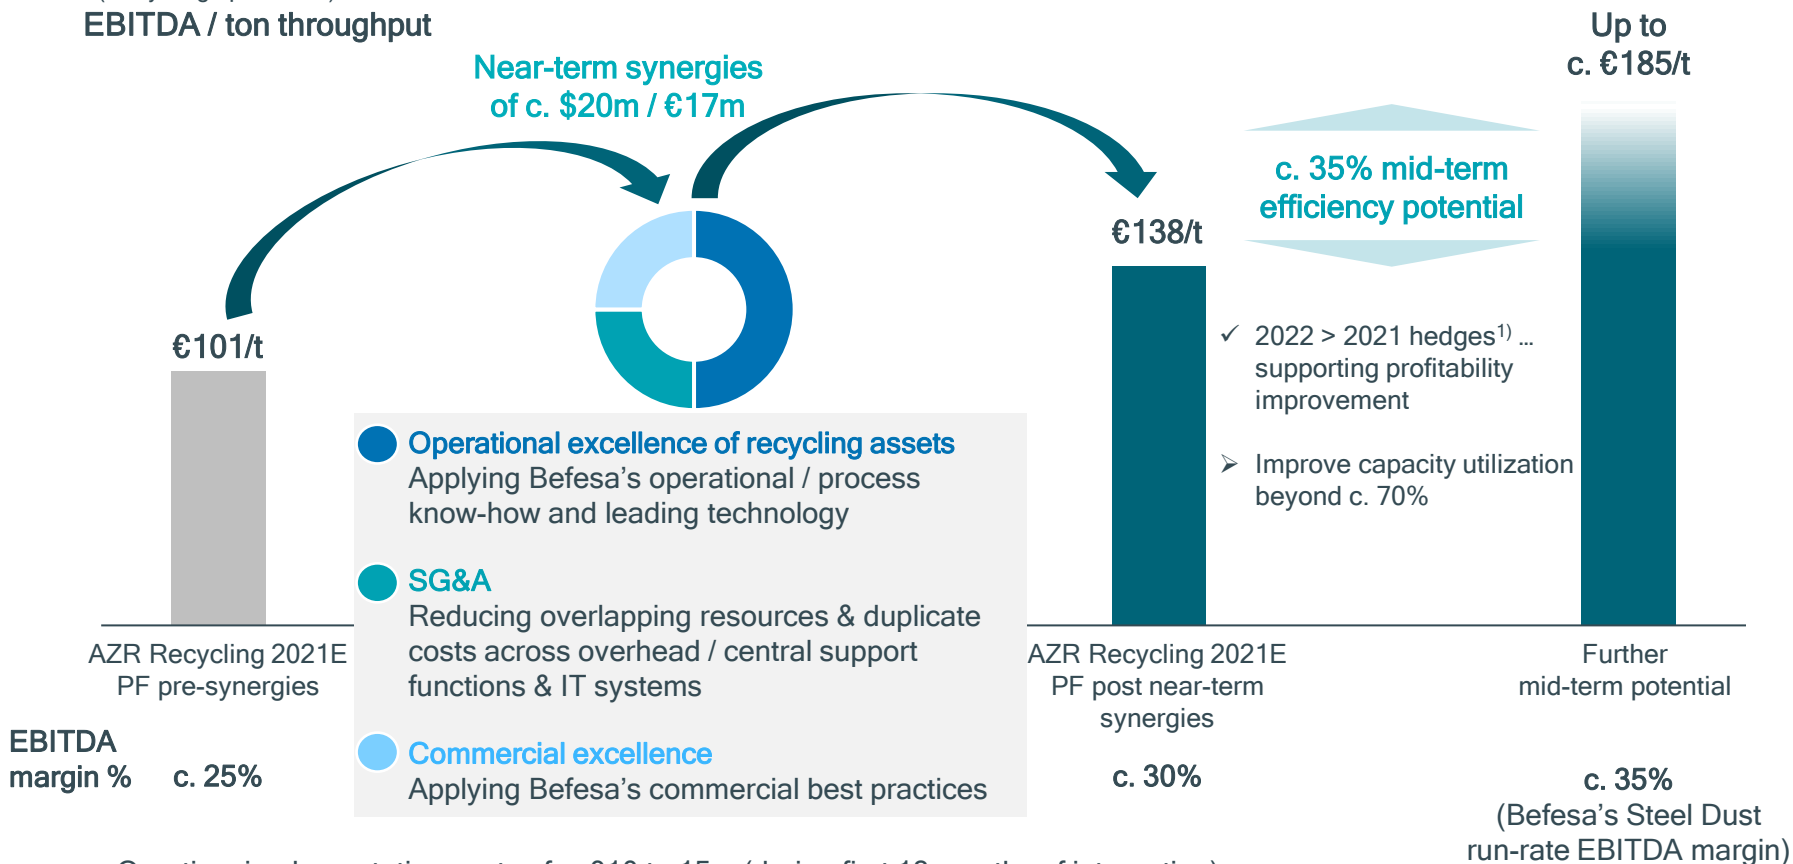 EBITDA / ton throughput
Near-term synergies
of c. $20m / €17m
Up to
c. €185/t
c. 35% mid-term
efficiency potential
€138/t
€101/t
✓ 2022 > 2021 hedges1) …
supporting profitability
improvement
➢ Improve capacity utilization
beyond c. 70%
Operational excellence of recycling assets
Applying Befesa’s operational / process
know-how and leading technology
SG&A
Reducing overlapping resources & duplicate
costs across overhead / central support
functions & IT systems
Commercial excellence
Applying Befesa’s commercial best practices
AZR Recycling 2021E
PF pre-synergies
AZR Recycling 2021E
PF post near-term
synergies
Further
mid-term potential
EBITDA
margin %
c. 25%
c. 30%
c. 35%
(Befesa’s Steel Dust
run-rate EBITDA margin)